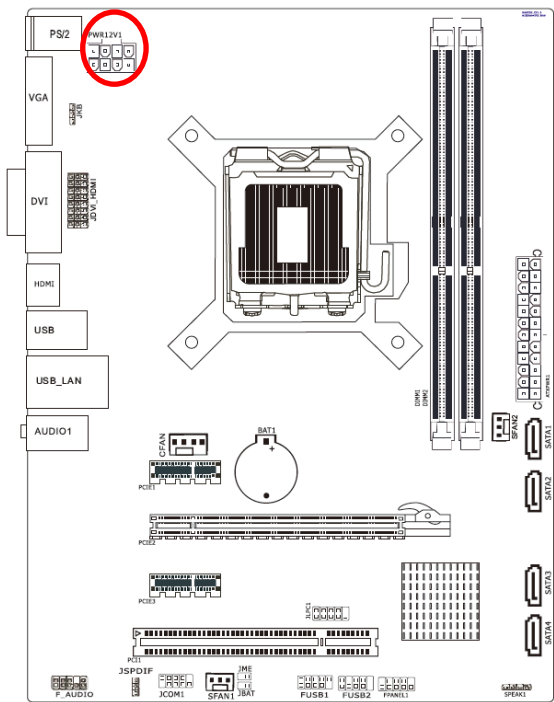 PS/2
PWR12V1
VGA
JKB
DVI
JDVI_HDMI
HDMI
USB
USB_LAN
AUDIO1
DIMM1
DIMM2
ATXPWR1
SFAN2
SATA1
CFAN
BAT1
+
PCIE1
SATA2
PCIE2
SATA3
PCIE3
JLPC1
SATA4
PCI1
JSPDIF
P_AUDIO
JCOM1
SFAN1
JME
JBAT
FUSB1
FUSB2
FPANEL1
SPEAK1